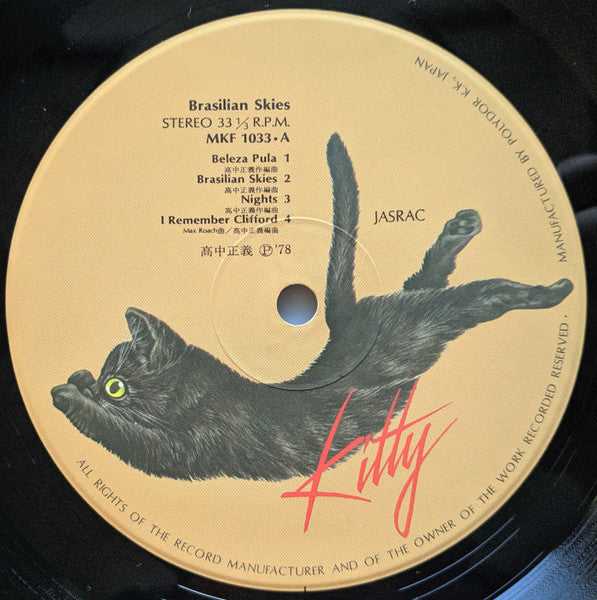 Brasilian Skies
STEREO 33 ⅓ R.P.M.
MKF 1033・A
Beleza Pula 1
高中正義作編曲
Brasilian Skies 2
高中正義作編曲
Nights 3
高中正義作編曲
I Remember Clifford 4
Max Roach曲／高中正義編曲
高中正義 Ⓟ'78
JASRAC
Kitty
ALL RIGHTS OF THE RECORD MANUFACTURER AND OF THE OWNER OF THE WORK RECORDED RESERVED, MANUFACTURED BY POLYDOR K.K., JAPAN